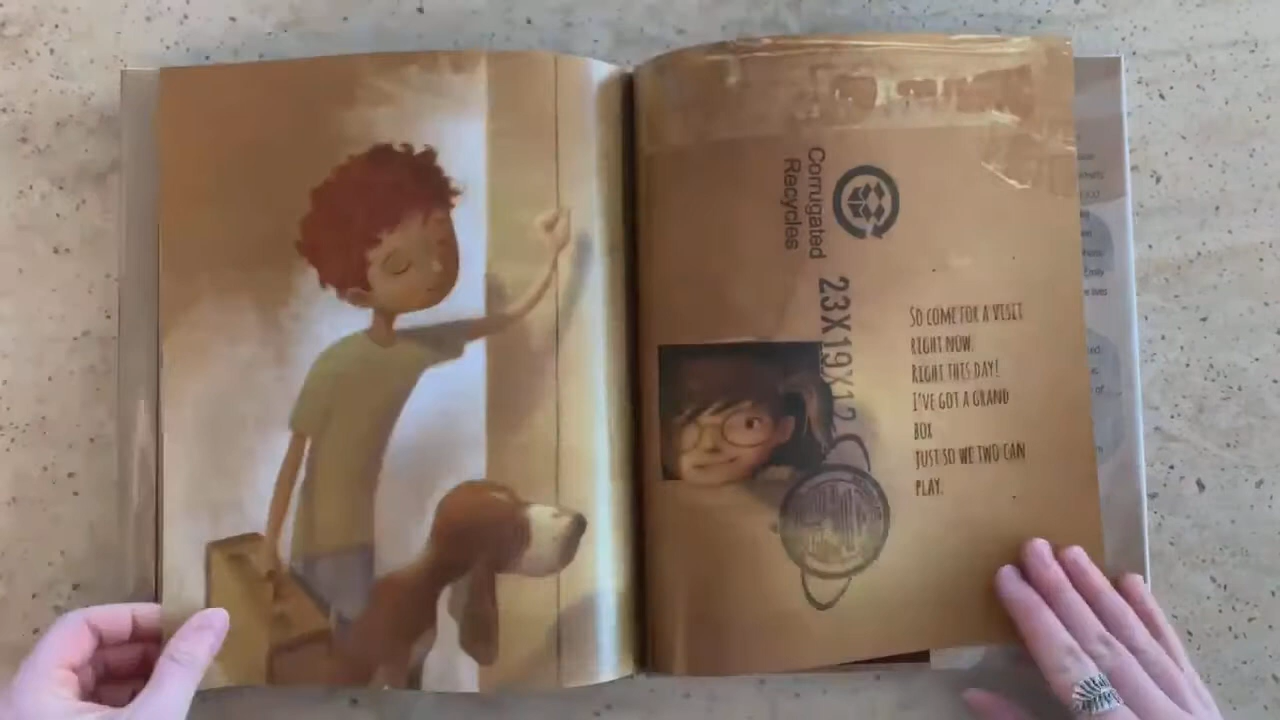 Corrugated
Recycles
23X19X12
SO COME FOR A VISIT
RIGHT NOW.
RIGHT THIS DAY!
I'VE GOT A GRAND
BOX
JUST SO WE TWO CAN
PLAY.